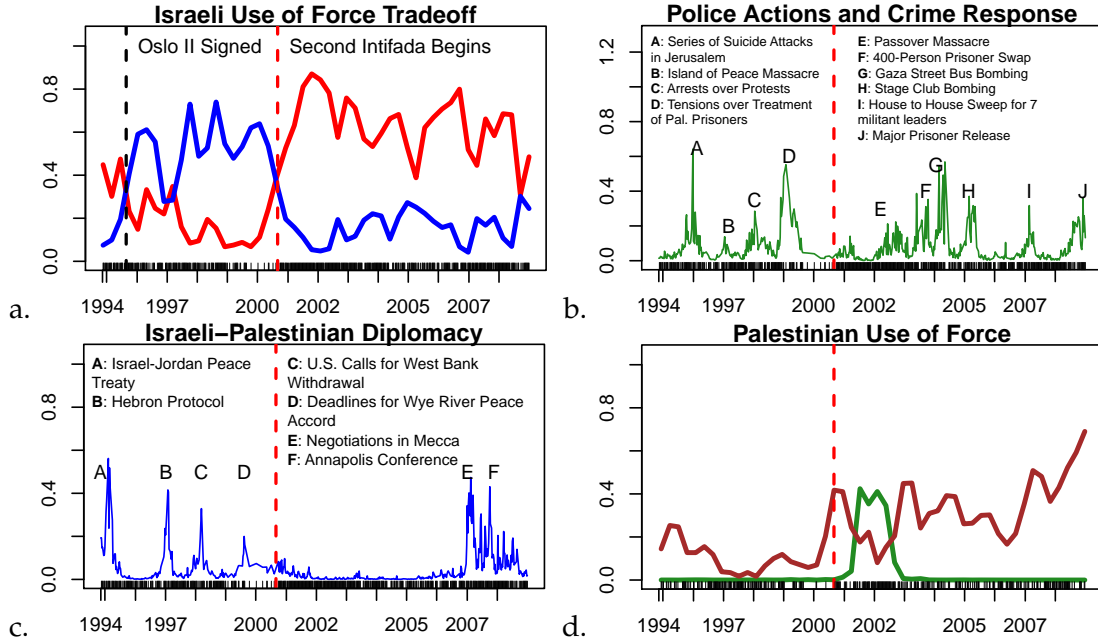 Israeli Use of Force Tradeoff
Oslo II Signed
Second Intifada Begins
0.0
0.4
0.8
1994
1997
2000
2002
2005
2007
a.
Police Actions and Crime Response
A: Series of Suicide Attacks
in Jerusalem
B: Island of Peace Massacre
C: Arrests over Protests
D: Tensions over Treatment
of Pal. Prisoners
E: Passover Massacre
F: 400-Person Prisoner Swap
G: Gaza Street Bus Bombing
H: Stage Club Bombing
I: House to House Sweep for 7
militant leaders
J: Major Prisoner Release
A
B
C
D
E
F
G
H
I
J
0.0
0.4
0.8
1.2
1994
1997
2000
2002
2005
2007
b.
Israeli–Palestinian Diplomacy
A: Israel-Jordan Peace
Treaty
B: Hebron Protocol
C: U.S. Calls for West Bank
Withdrawal
D: Deadlines for Wye River Peace
Accord
E: Negotiations in Mecca
F: Annapolis Conference
A
B
C
D
E
F
0.0
0.4
0.8
1994
1997
2000
2002
2005
2007
c.
Palestinian Use of Force
0.0
0.4
0.8
1994
1997
2000
2002
2005
2007
d.